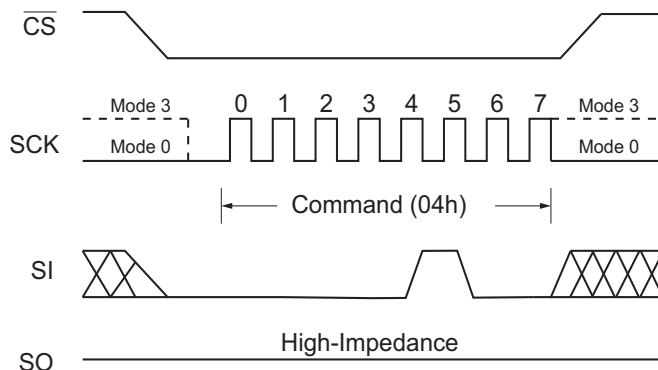 CS
Mode 3 0 1 2 3 4 5 6 7 Mode 3
SCK
Mode 0 Mode 0
Command (04h)
SI
High-Impedance
SO